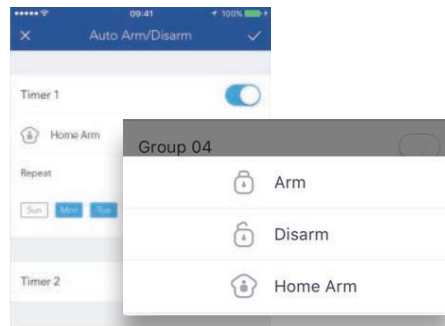 09:41
100%
Auto Arm/Disarm
Timer 1
Home Arm
Repeat
Sun Mon Tue
Timer 2
Group 04
Arm
Disarm
Home Arm